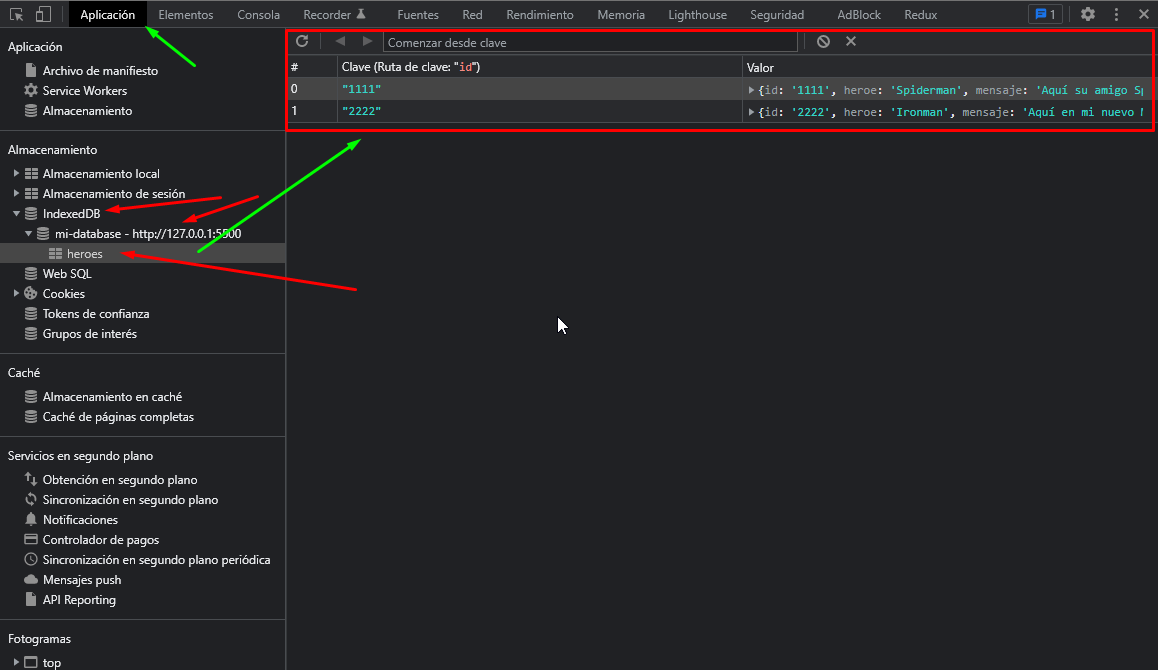 Aplicación Elementos Consola Recorder Fuentes Red Rendimiento Memoria Lighthouse Seguridad AdBlock Redux 1
Aplicación
Archivo de manifiesto
Service Workers
Almacenamiento
Almacenamiento
Almacenamiento local
Almacenamiento de sesión
IndexedDB
mi-database - http://127.0.0.1:5500
heroes
Web SQL
Cookies
Tokens de confianza
Grupos de interés
Caché
Almacenamiento en caché
Caché de páginas completas
Servicios en segundo plano
Obtención en segundo plano
Sincronización en segundo plano
Notificaciones
Controlador de pagos
Sincronización en segundo plano periódica
Mensajes push
API Reporting
Fotogramas
top
Comenzar desde clave
# Clave (Ruta de clave: "id") Valor
0 "1111" {id: '1111', heroe: 'Spiderman', mensaje: 'Aquí su amigo Sp
1 "2222" {id: '2222', heroe: 'Ironman', mensaje: 'Aquí en mi nuevo